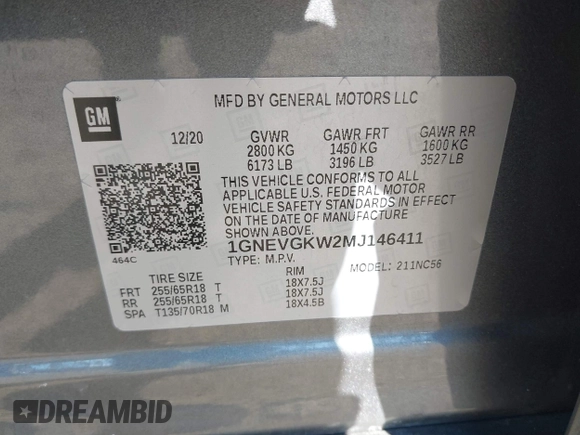 GM
MFD BY GENERAL MOTORS LLC
12/20 GVWR GAWR FRT GAWR RR
2800 KG 1450 KG 1600 KG
6173 LB 3196 LB 3527 LB
THIS VEHICLE CONFORMS TO ALL
APPLICABLE U.S. FEDERAL MOTOR
VEHICLE SAFETY STANDARDS IN
EFFECT ON THE DATE OF MANUFACTURE
SHOWN ABOVE.
464C
1GNEVGKW2MJ146411
TYPE: M.P.V. MODEL: 211NC56
TIRE SIZE RIM
FRT 255/65R18 T 18X7.5J
RR 255/65R18 T 18X7.5J
SPA T135/70R18 M 18X4.5B
DREAMBID